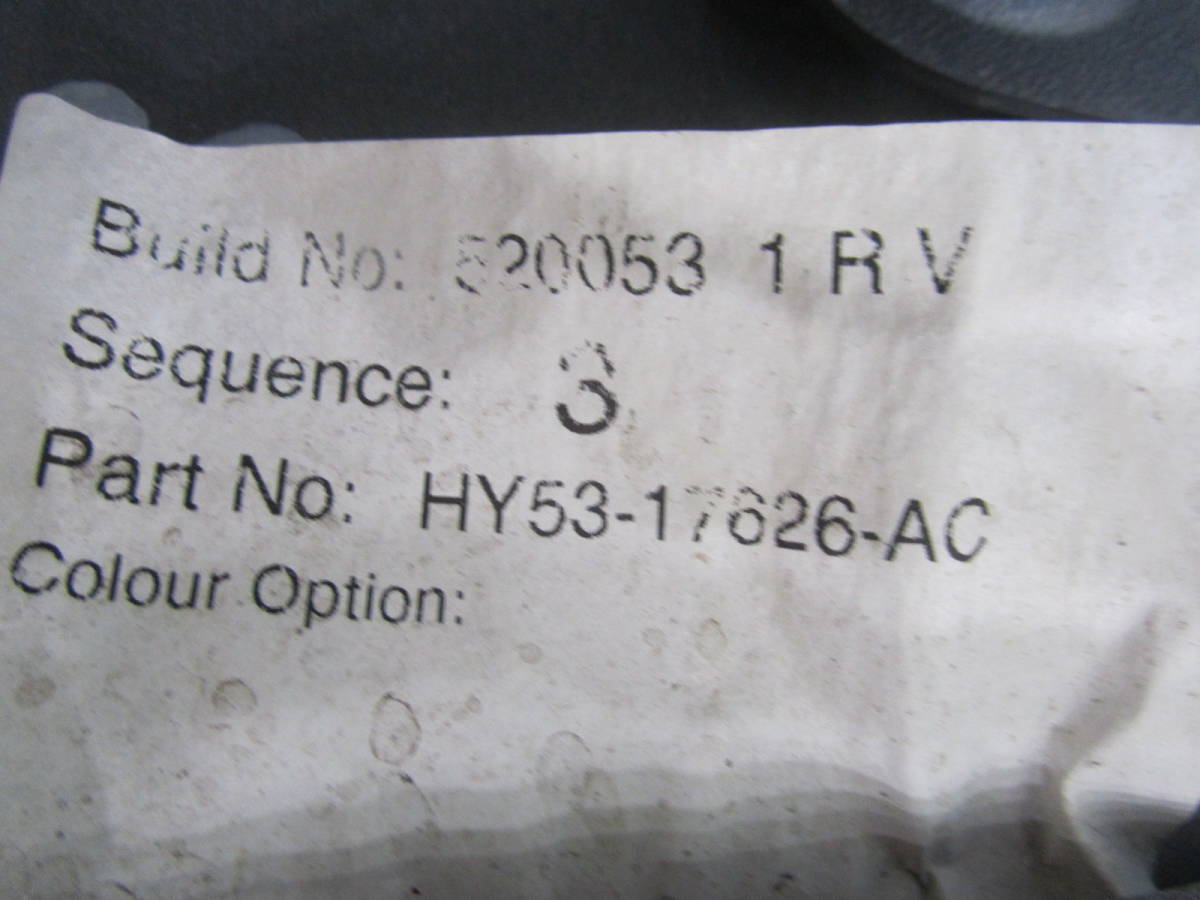 Build No: 520053 1 R V
Sequence: 3
Part No: HY53-17626-AC
Colour Option: